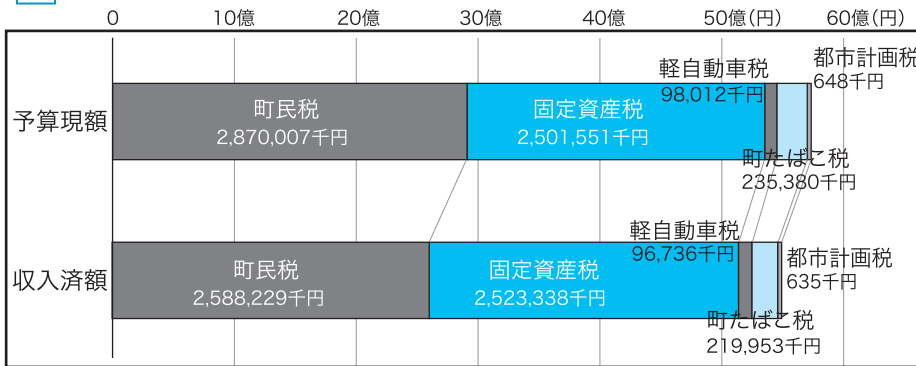 0 10億 20億 30億 40億 50億(円) 60億(円)
予算現額
町民税
2,870,007千円
固定資産税
2,501,551千円
軽自動車税
98,012千円
町たばこ税
235,380千円
都市計画税
648千円
収入済額
町民税
2,588,229千円
固定資産税
2,523,338千円
軽自動車税
96,736千円
町たばこ税
219,953千円
都市計画税
635千円